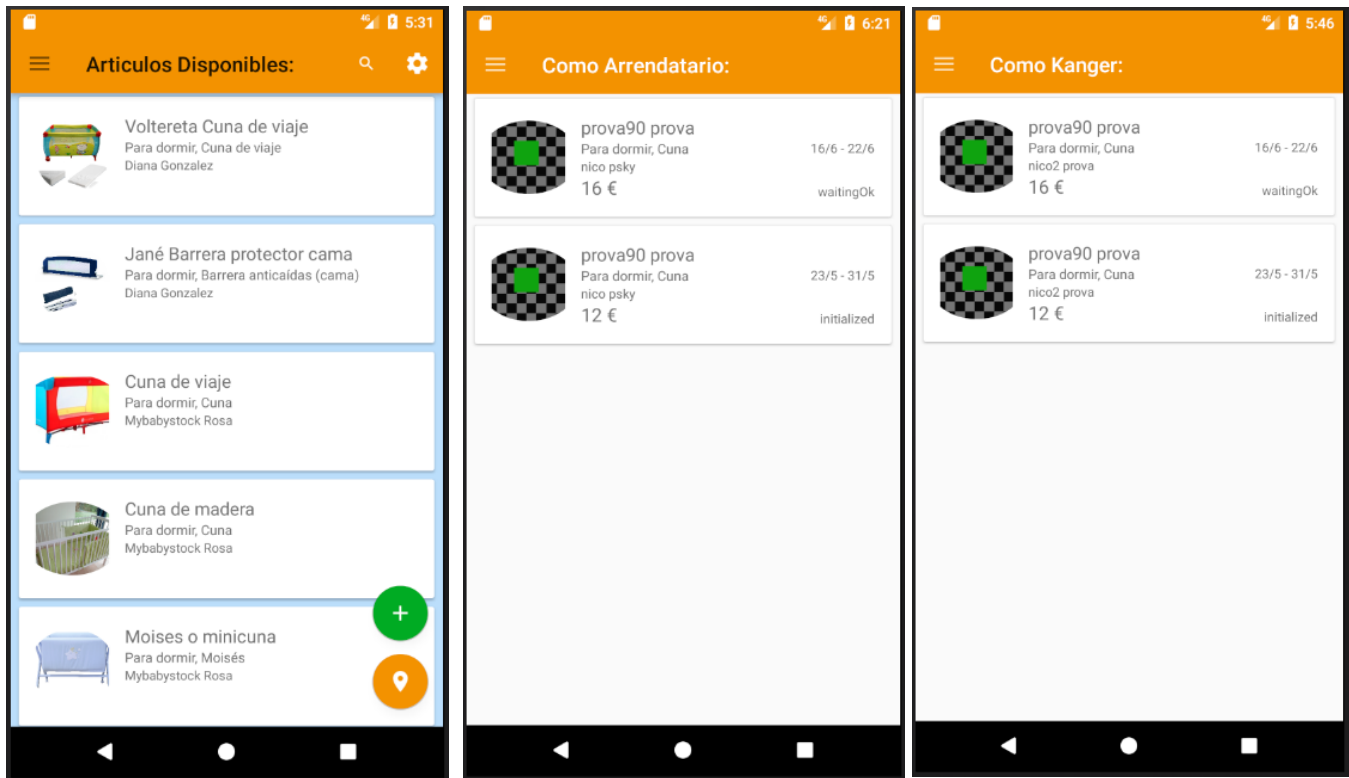 4G 5:31
Articulos Disponibles:
Voltereta Cuna de viaje
Para dormir, Cuna de viaje
Diana Gonzalez
Jané Barrera protector cama
Para dormir, Barrera anticaídas (cama)
Diana Gonzalez
Cuna de viaje
Para dormir, Cuna
Mybabystock Rosa
Cuna de madera
Para dormir, Cuna
Mybabystock Rosa
+
Moises o minicuna
Para dormir, Moisés
Mybabystock Rosa
4G 6:21
Como Arrendatario:
prova90 prova
Para dormir, Cuna
16/6 - 22/6
nico psky
16 €
waitingOk
prova90 prova
Para dormir, Cuna
23/5 - 31/5
nico psky
12 €
initialized
4G 5:46
Como Kanger:
prova90 prova
Para dormir, Cuna
16/6 - 22/6
nico2 prova
16 €
waitingOk
prova90 prova
Para dormir, Cuna
23/5 - 31/5
nico2 prova
12 €
initialized